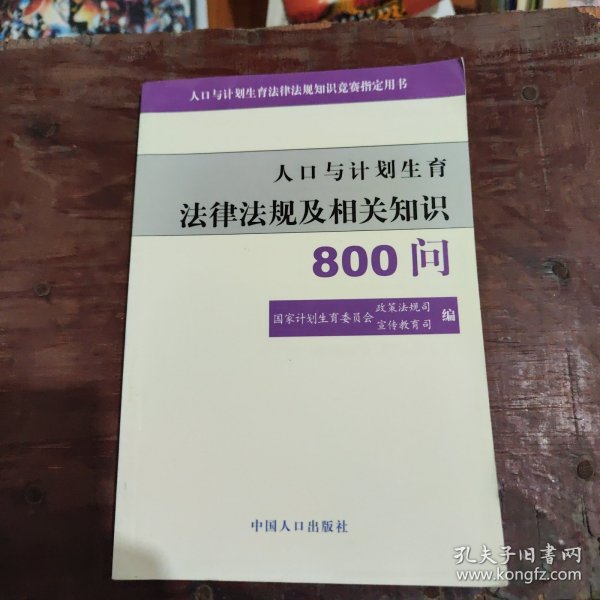 人口与计划生育法律法规知识竞赛指定用书
人口与计划生育
法律法规及相关知识
800问
国家计划生育委员会 政策法规司 宣传教育司 编
中国人口出版社
孔夫子旧书网
www.kongfz.com